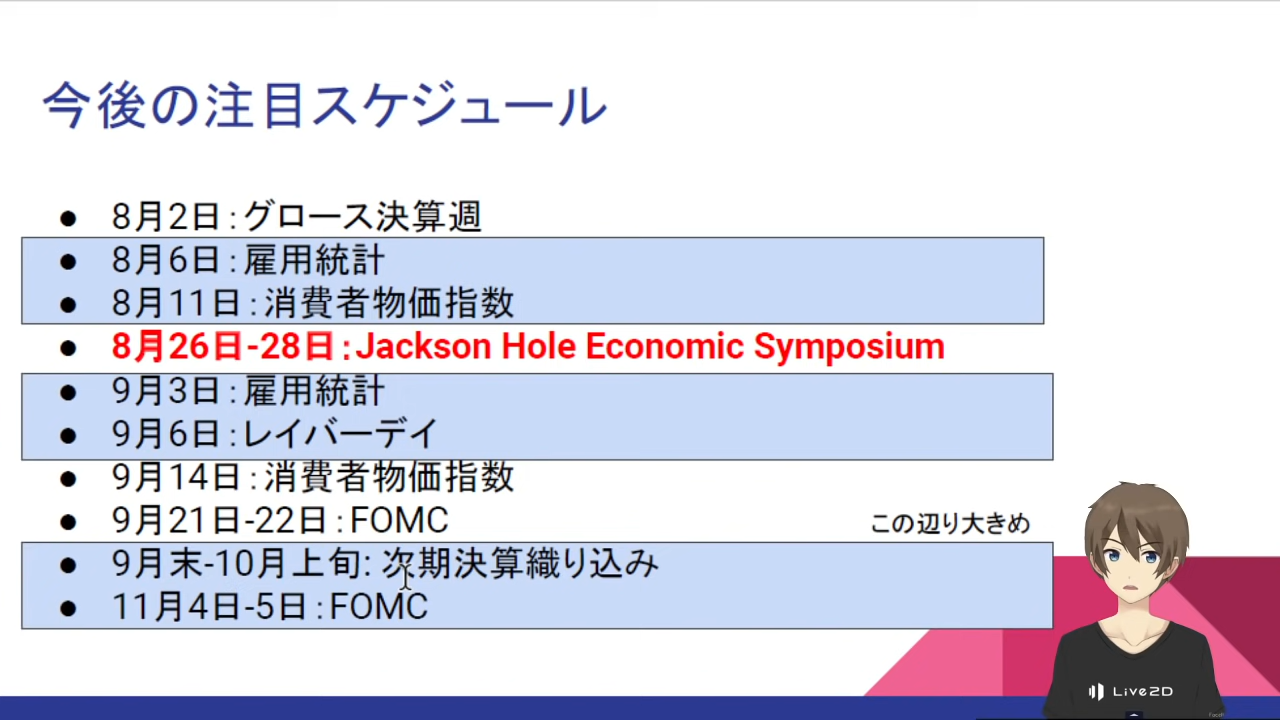 今後の注目スケジュール
● 8月2日：グロース決算週
● 8月6日：雇用統計
● 8月11日：消費者物価指数
● 8月26日-28日：Jackson Hole Economic Symposium
● 9月3日：雇用統計
● 9月6日：レイバーデイ
● 9月14日：消費者物価指数
● 9月21日-22日：FOMC
この辺り大きめ
● 9月末-10月上旬: 次期決算織り込み
● 11月4日-5日：FOMC
Live2D